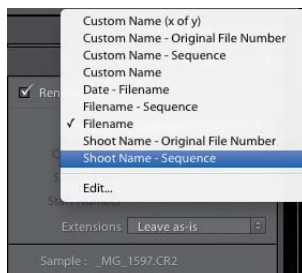 Custom Name (x of y)
Custom Name - Original File Number
Custom Name - Sequence
Custom Name
Date - Filename
Filename - Sequence
✓ Filename
Shoot Name - Original File Number
Shoot Name - Sequence
Edit...
Ren
Extensions Leave as-is
Sample : _MG_1597.CR2